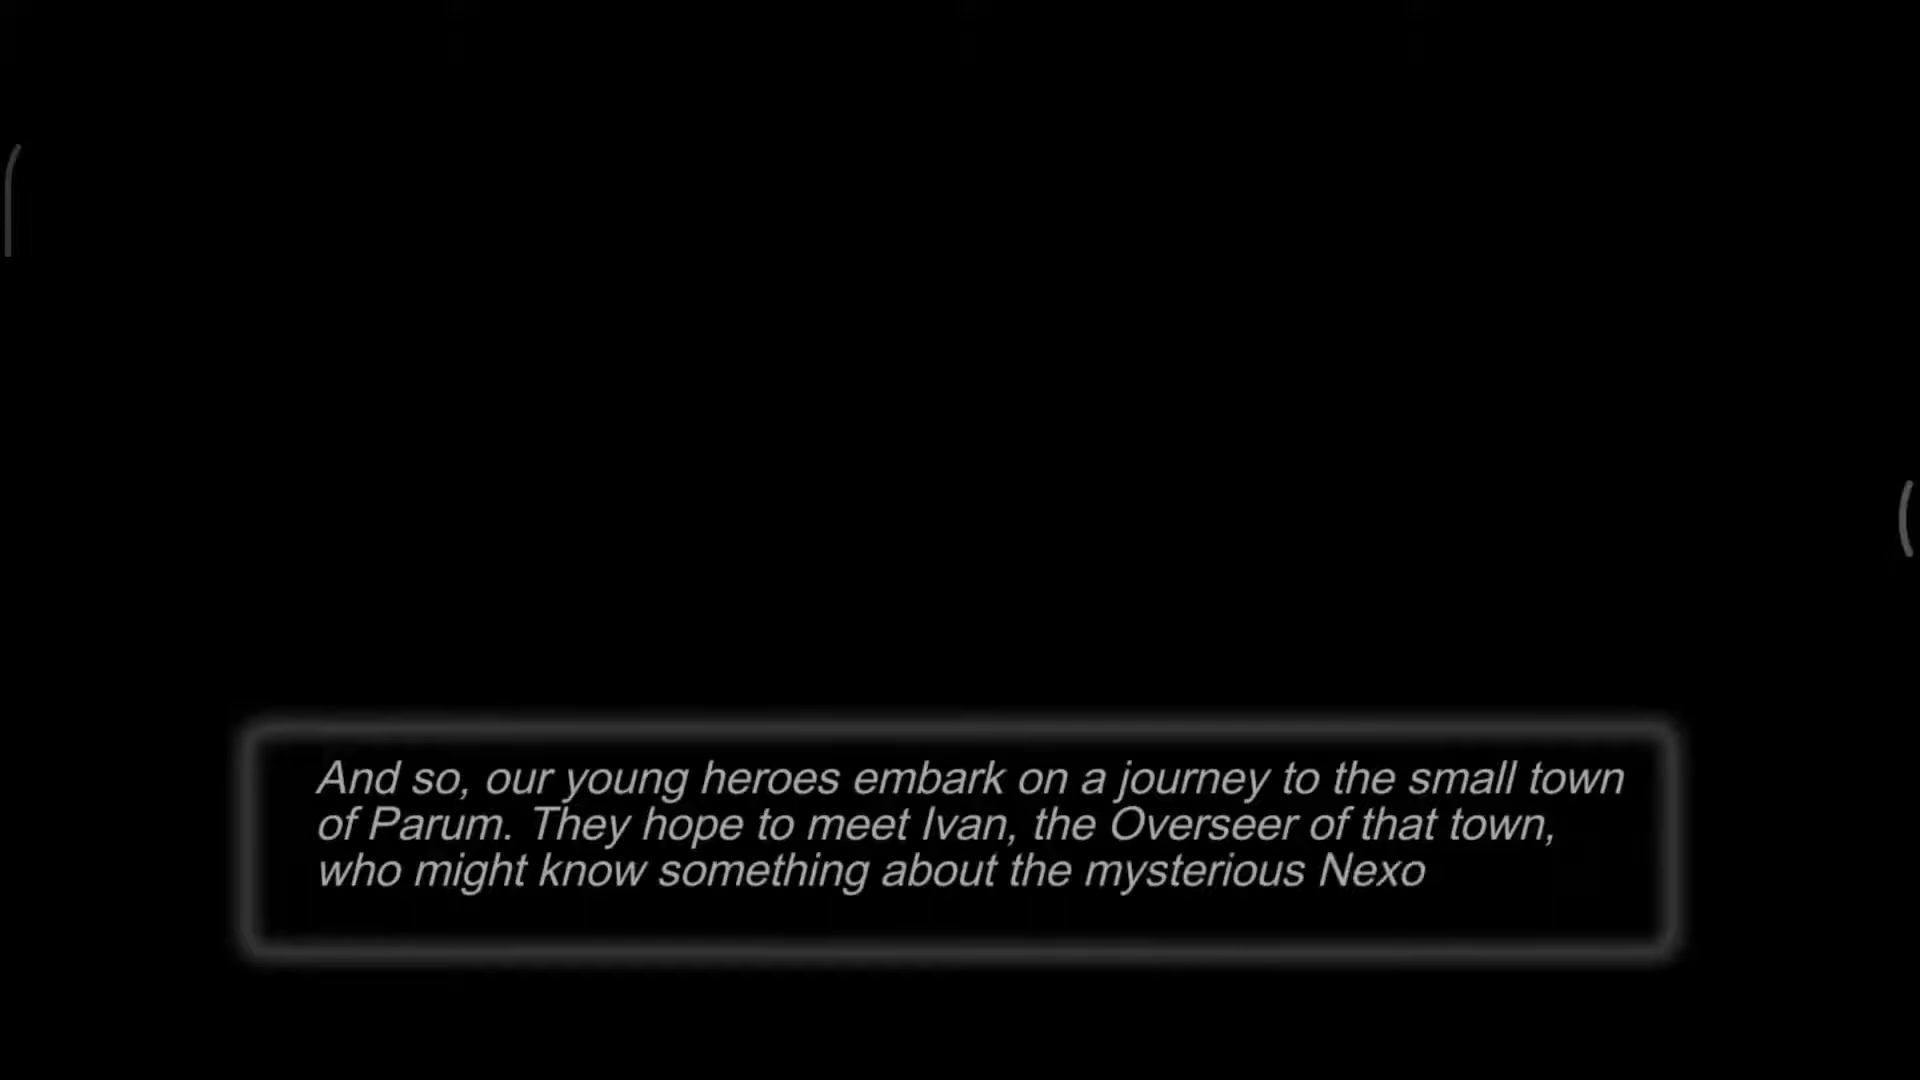 And so, our young heroes embark on a journey to the small town
of Parum. They hope to meet Ivan, the Overseer of that town,
who might know something about the mysterious Nexo